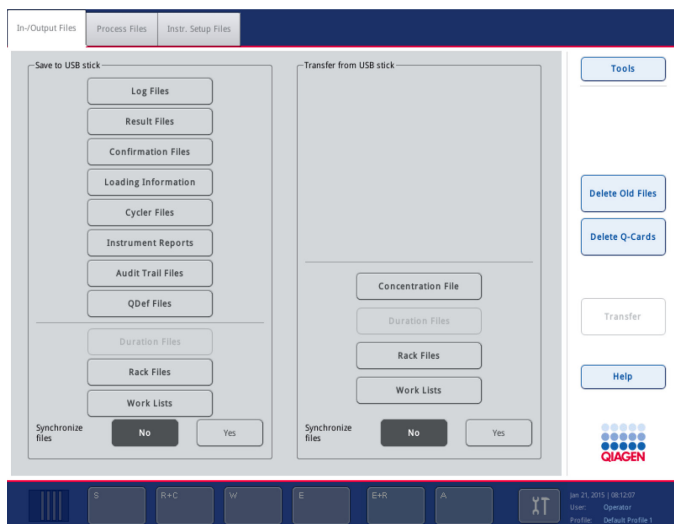 In-/Output Files
Process Files
Instr. Setup Files
Save to USB stick
Log Files
Result Files
Confirmation Files
Loading Information
Cycler Files
Instrument Reports
Audit Trail Files
QDef Files
Duration Files
Rack Files
Work Lists
Synchronize
files
No
Yes
Transfer from USB stick
Concentration File
Duration Files
Rack Files
Work Lists
Synchronize
files
No
Yes
Tools
Delete Old Files
Delete Q-Cards
Transfer
Help
QIAGEN
S
R+C
W
E
E+R
A
Jan 21, 2015 | 08:12:07
User: Operator
Profile: Default Profile 1